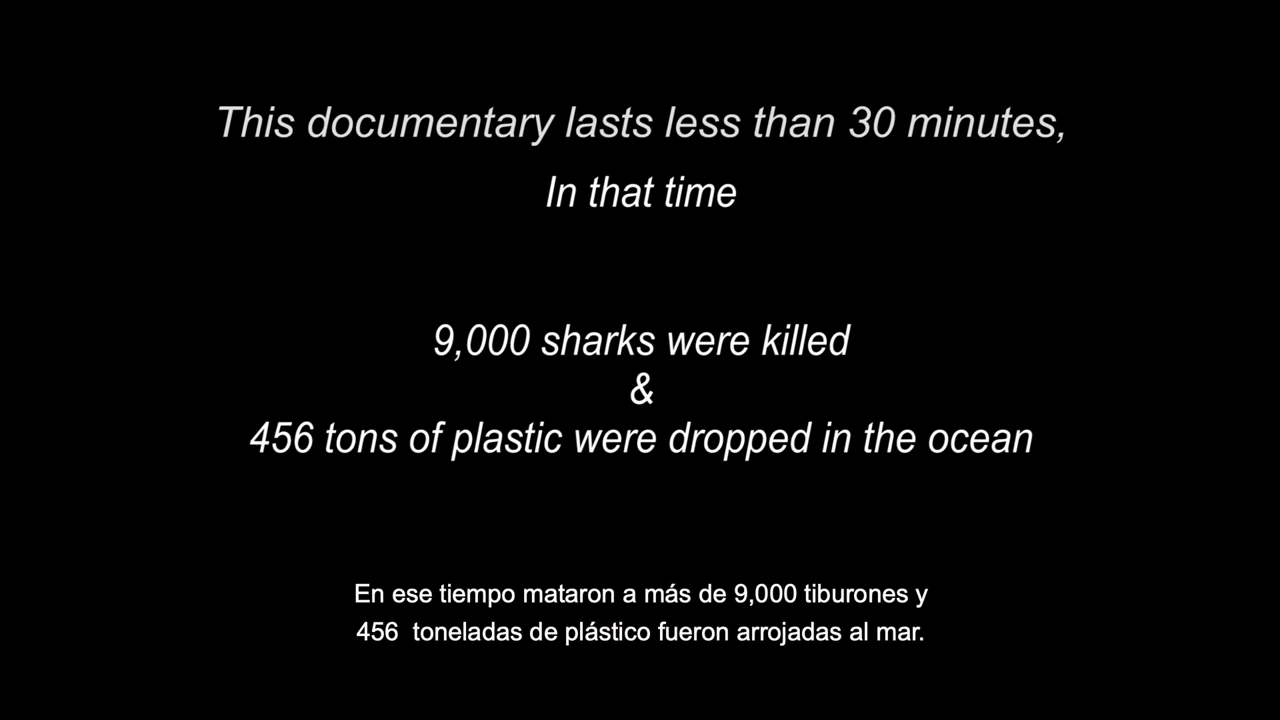 This documentary lasts less than 30 minutes,
In that time
9,000 sharks were killed
&
456 tons of plastic were dropped in the ocean
En ese tiempo mataron a más de 9,000 tiburones y
456  toneladas de plástico fueron arrojadas al mar.